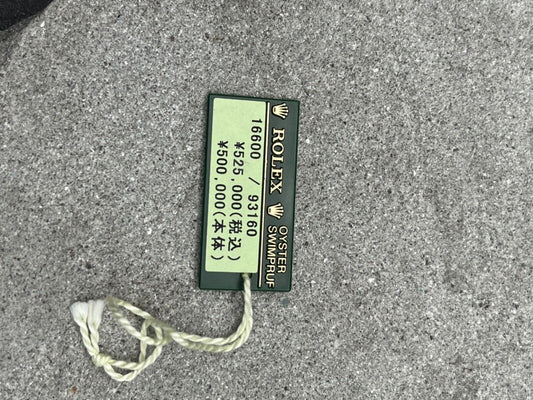 ROLEX OYSTER
SWIMPRUF
16600 / 93160
¥525,000(税込)
¥500,000(本体)